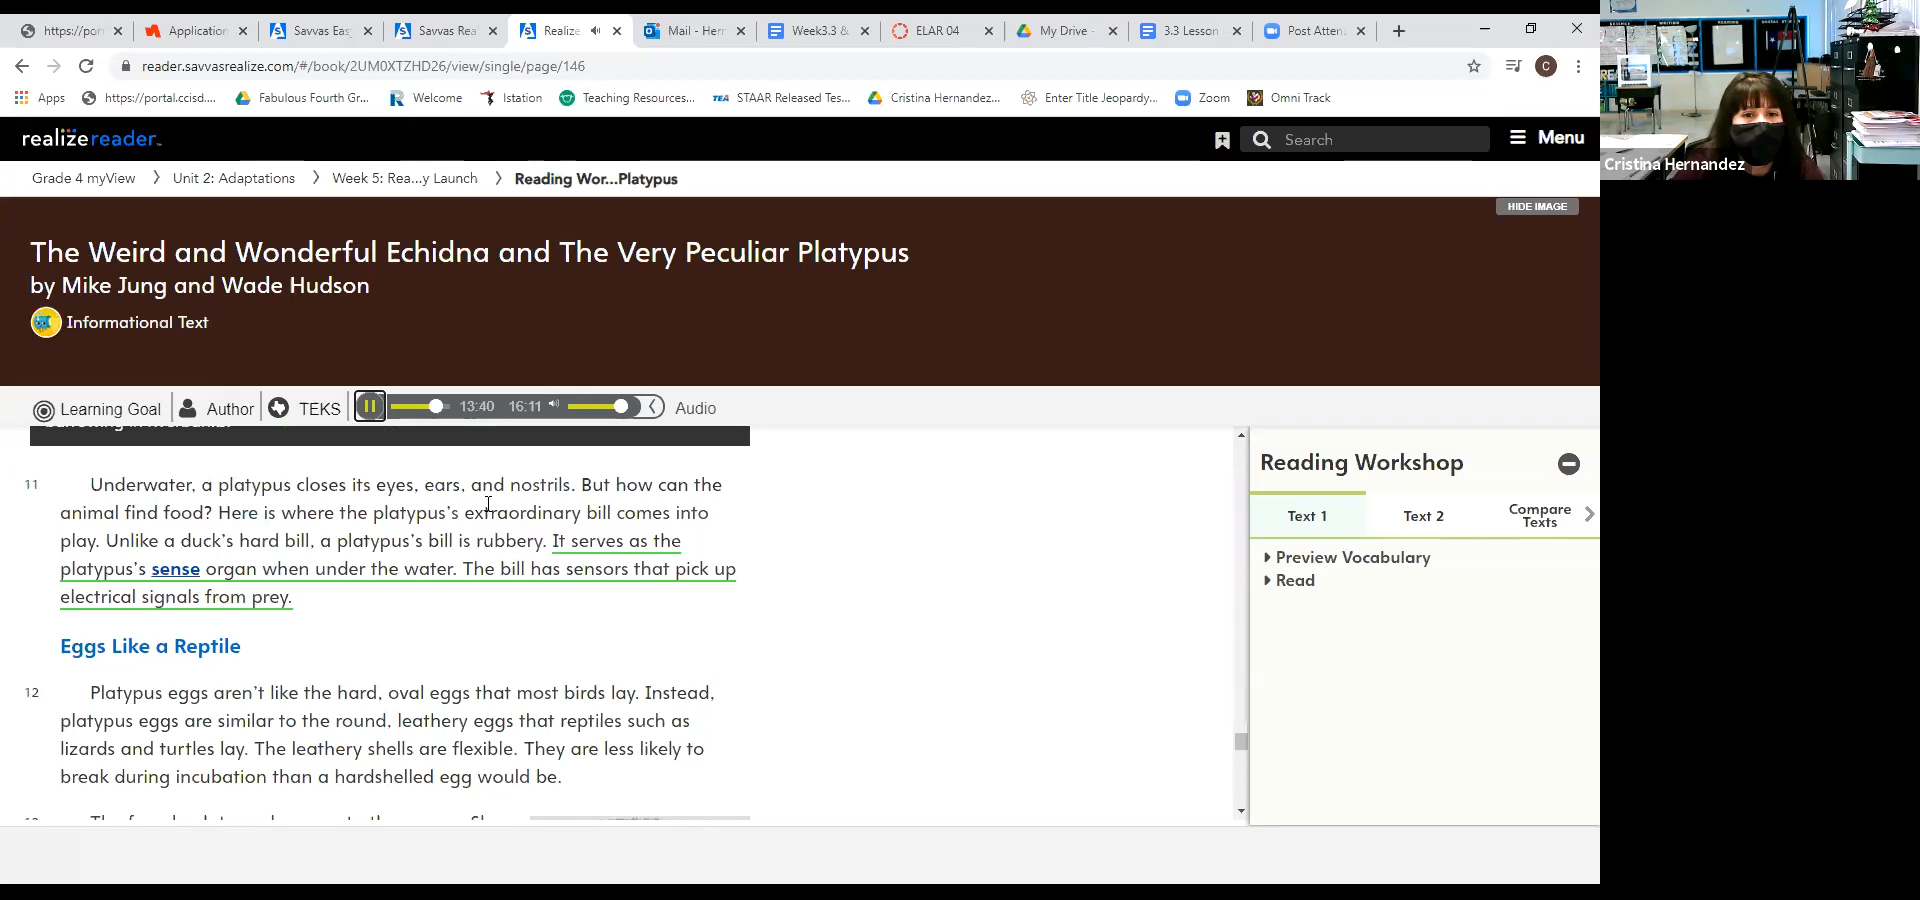 https://por
Application
Savvas Eas
Savvas Rea
Realize
Mail - Herr
Week3.3 &
ELAR 04
My Drive -
3.3 Lesson
Post Atten
reader.savvasrealize.com/#/book/2UM0XTZHD26/view/single/page/146
C
Apps
https://portal.ccisd....
Fabulous Fourth Gr...
Welcome
Istation
Teaching Resources...
TEA
STAAR Released Tes...
Cristina Hernandez...
Enter Title Jeopardy...
Zoom
Omni Track
realize reader
Search
Menu
Grade 4 myView
Unit 2: Adaptations
Week 5: Rea...y Launch
Reading Wor...Platypus
HIDE IMAGE
The Weird and Wonderful Echidna and The Very Peculiar Platypus
by Mike Jung and Wade Hudson
Informational Text
Learning Goal
Author
TEKS
13:40
16:11
Audio
11
Underwater, a platypus closes its eyes, ears, and nostrils. But how can the
animal find food? Here is where the platypus's extraordinary bill comes into
play. Unlike a duck's hard bill, a platypus's bill is rubbery. It serves as the
platypus's sense organ when under the water. The bill has sensors that pick up
electrical signals from prey.
Eggs Like a Reptile
12
Platypus eggs aren't like the hard, oval eggs that most birds lay. Instead,
platypus eggs are similar to the round, leathery eggs that reptiles such as
lizards and turtles lay. The leathery shells are flexible. They are less likely to
break during incubation than a hardshelled egg would be.
Reading Workshop
Text 1
Text 2
Compare
Texts
Preview Vocabulary
Read
Cristina Hernandez